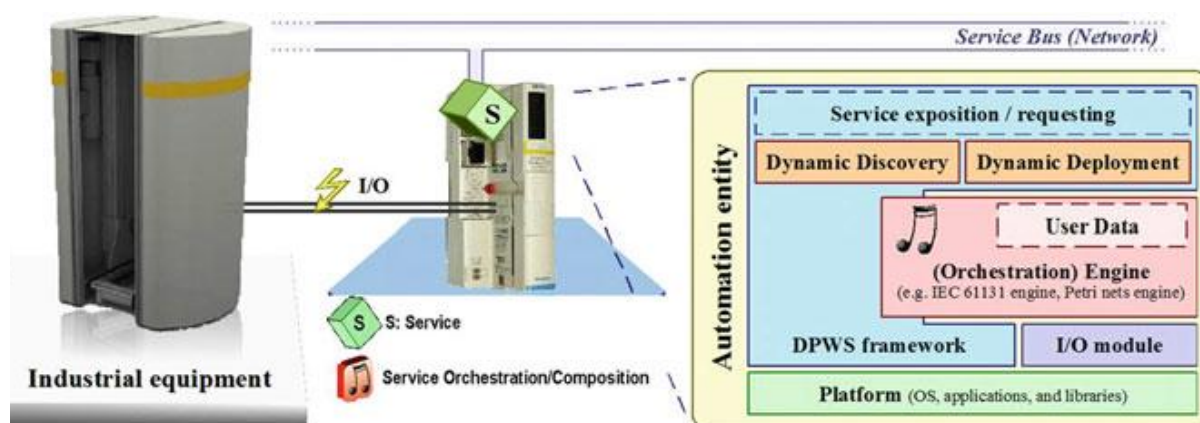 Service Bus (Network)
S
I/O
S
S: Service
Service Orchestration/Composition
Industrial equipment
Automation entity
Service exposition / requesting
Dynamic Discovery
Dynamic Deployment
User Data
(Orchestration) Engine
(e.g. IEC 61131 engine, Petri nets engine)
DPWS framework
I/O module
Platform (OS, applications, and libraries)